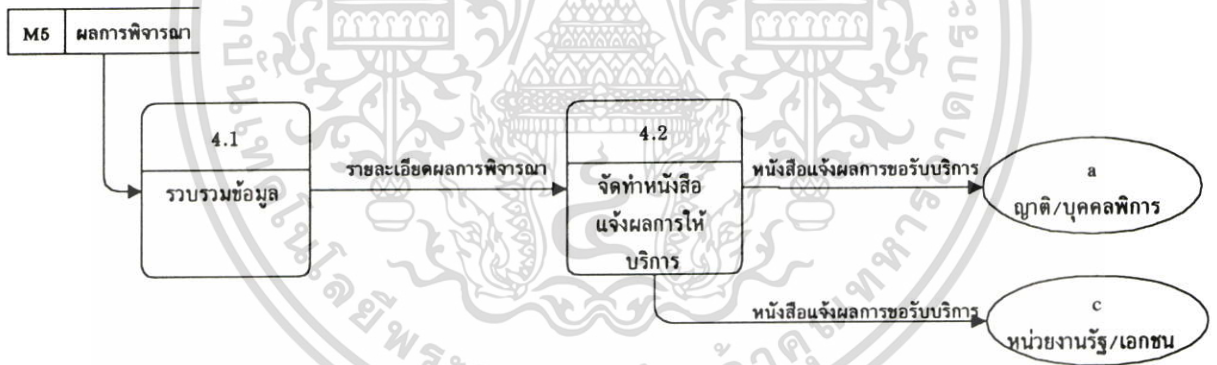 M5 ผลการพิจารณา
4.1
รวบรวมข้อมูล
รายละเอียดผลการพิจารณา
4.2
จัดทำหนังสือ
แจ้งผลการให้
บริการ
หนังสือแจ้งผลการขอรับบริการ
a
ญาติ/บุคคลพิการ
หนังสือแจ้งผลการขอรับบริการ
c
หน่วยงานรัฐ/เอกชน